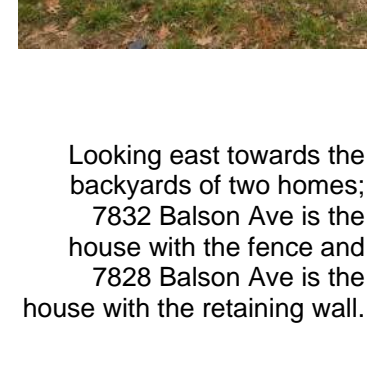 Looking east towards the
backyards of two homes;
7832 Balson Ave is the
house with the fence and
7828 Balson Ave is the
house with the retaining wall.